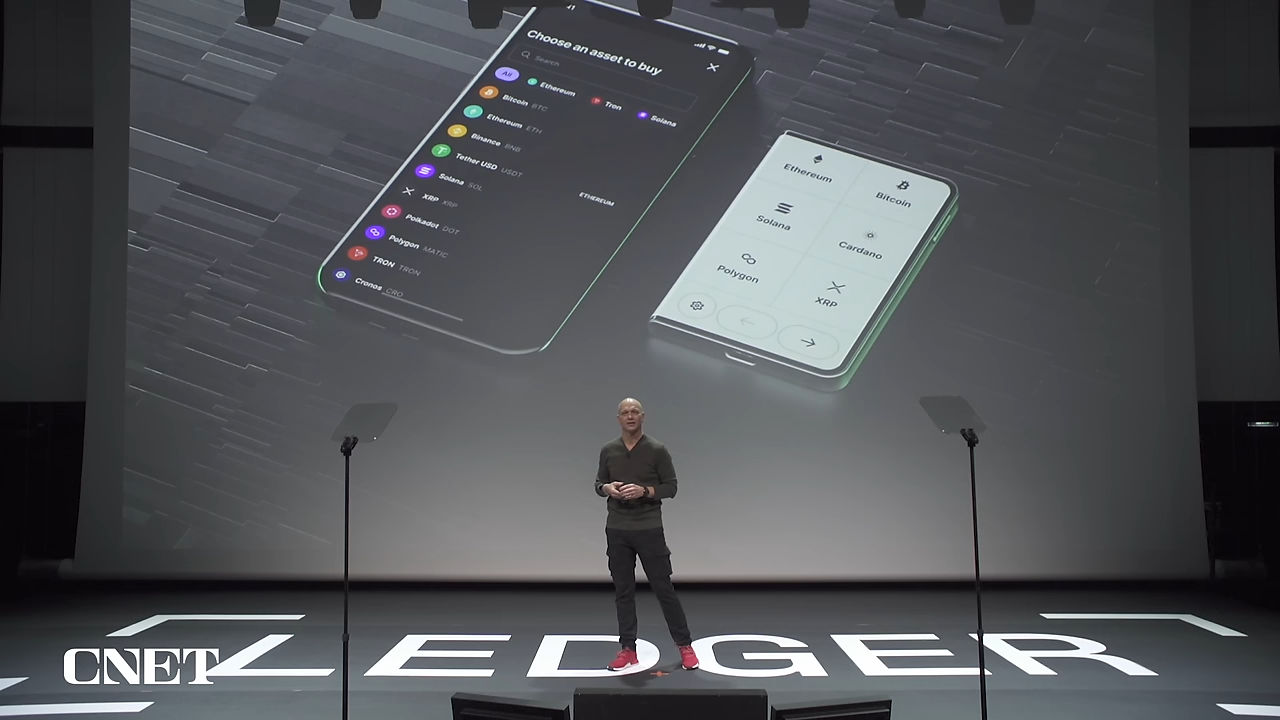 Choose an asset to buy
Search
All
Ethereum
Tron
Solana
Bitcoin BTC
Ethereum ETH
Binance BNB
Tether USD USDT
Solana SOL
XRP XRP
Polkadot DOT
Polygon MATIC
TRON TRON
Cronos CRO
ETHEREUM
Ethereum
Bitcoin
Solana
Cardano
Polygon
XRP
LEDGER
CNET